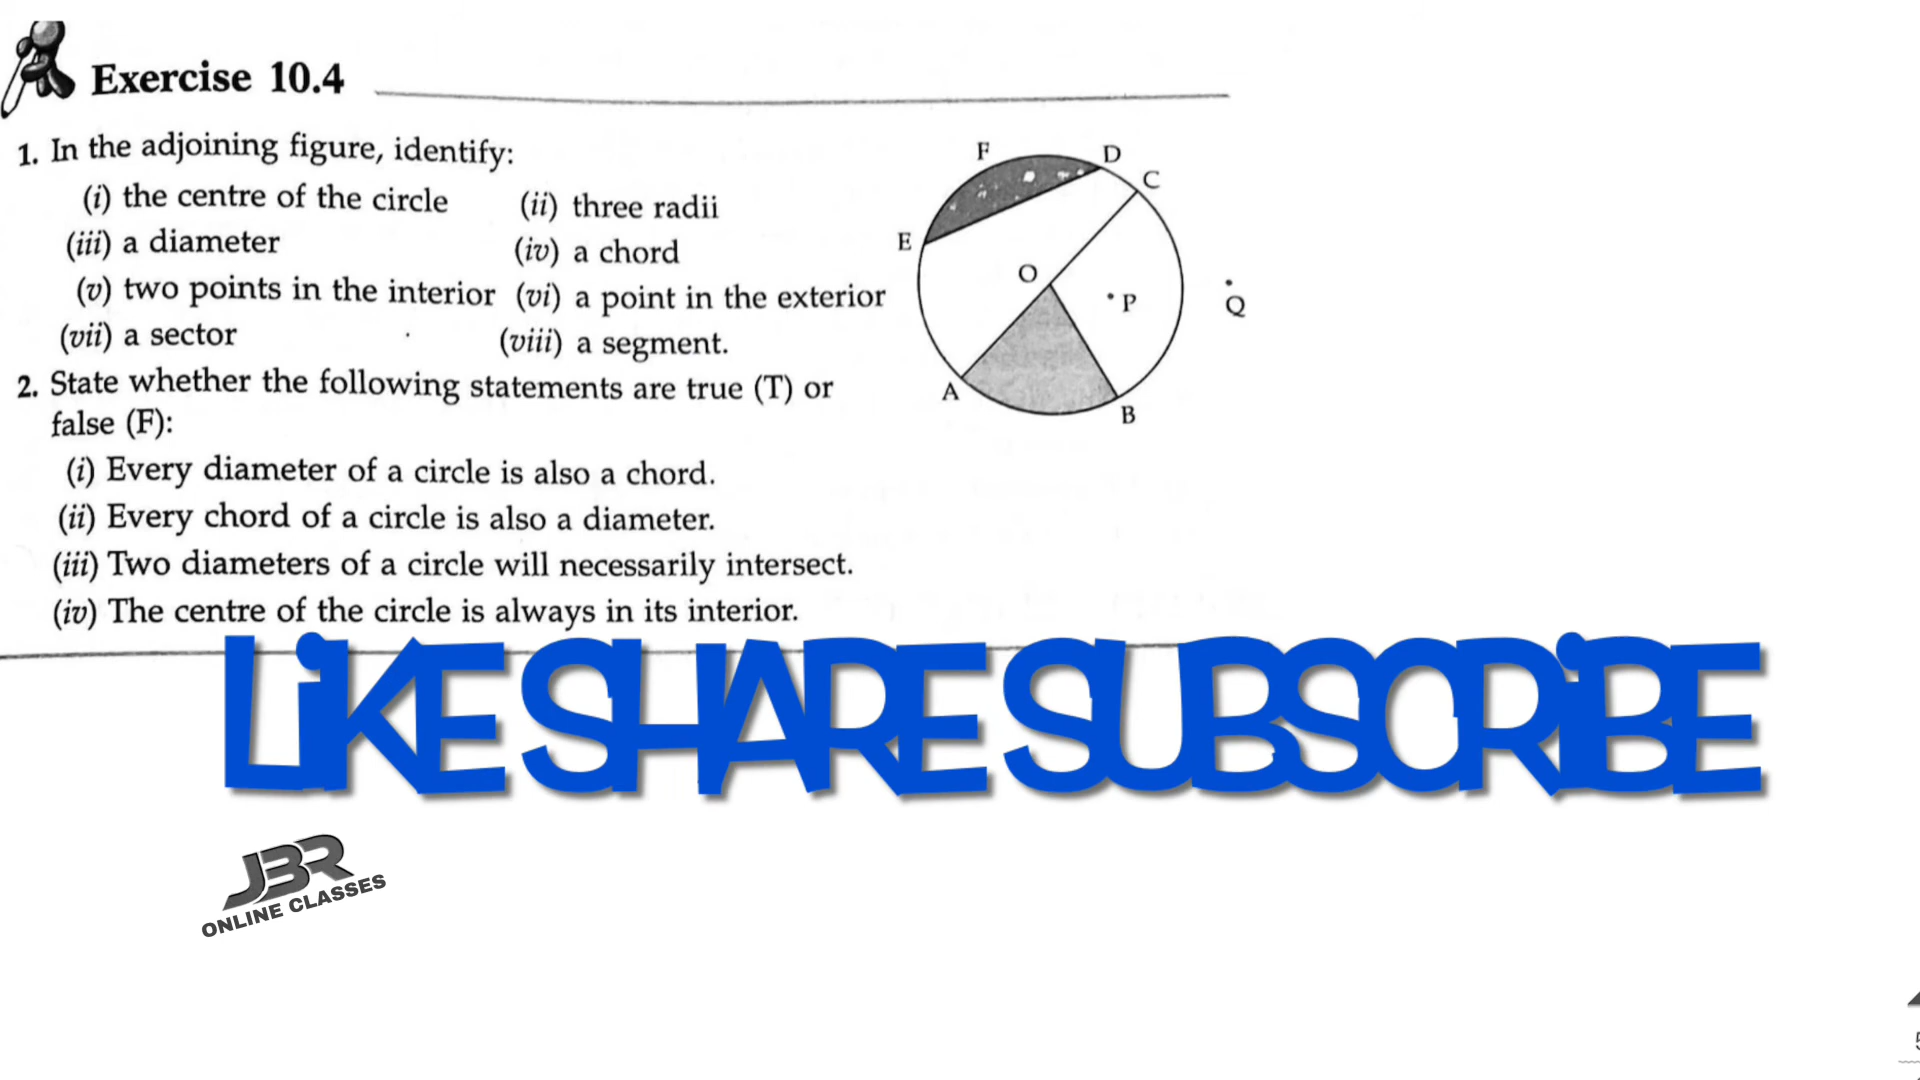 Exercise 10.4
1. In the adjoining figure, identify:
(i) the centre of the circle (ii) three radii
(iii) a diameter (iv) a chord
(v) two points in the interior (vi) a point in the exterior
(vii) a sector (viii) a segment.
F
D
C
E
O
P
Q
A
B
2. State whether the following statements are true (T) or
false (F):
(i) Every diameter of a circle is also a chord.
(ii) Every chord of a circle is also a diameter.
(iii) Two diameters of a circle will necessarily intersect.
(iv) The centre of the circle is always in its interior.
LiKE SHARE SUBSCRiBE
JBR
ONLINE CLASSES